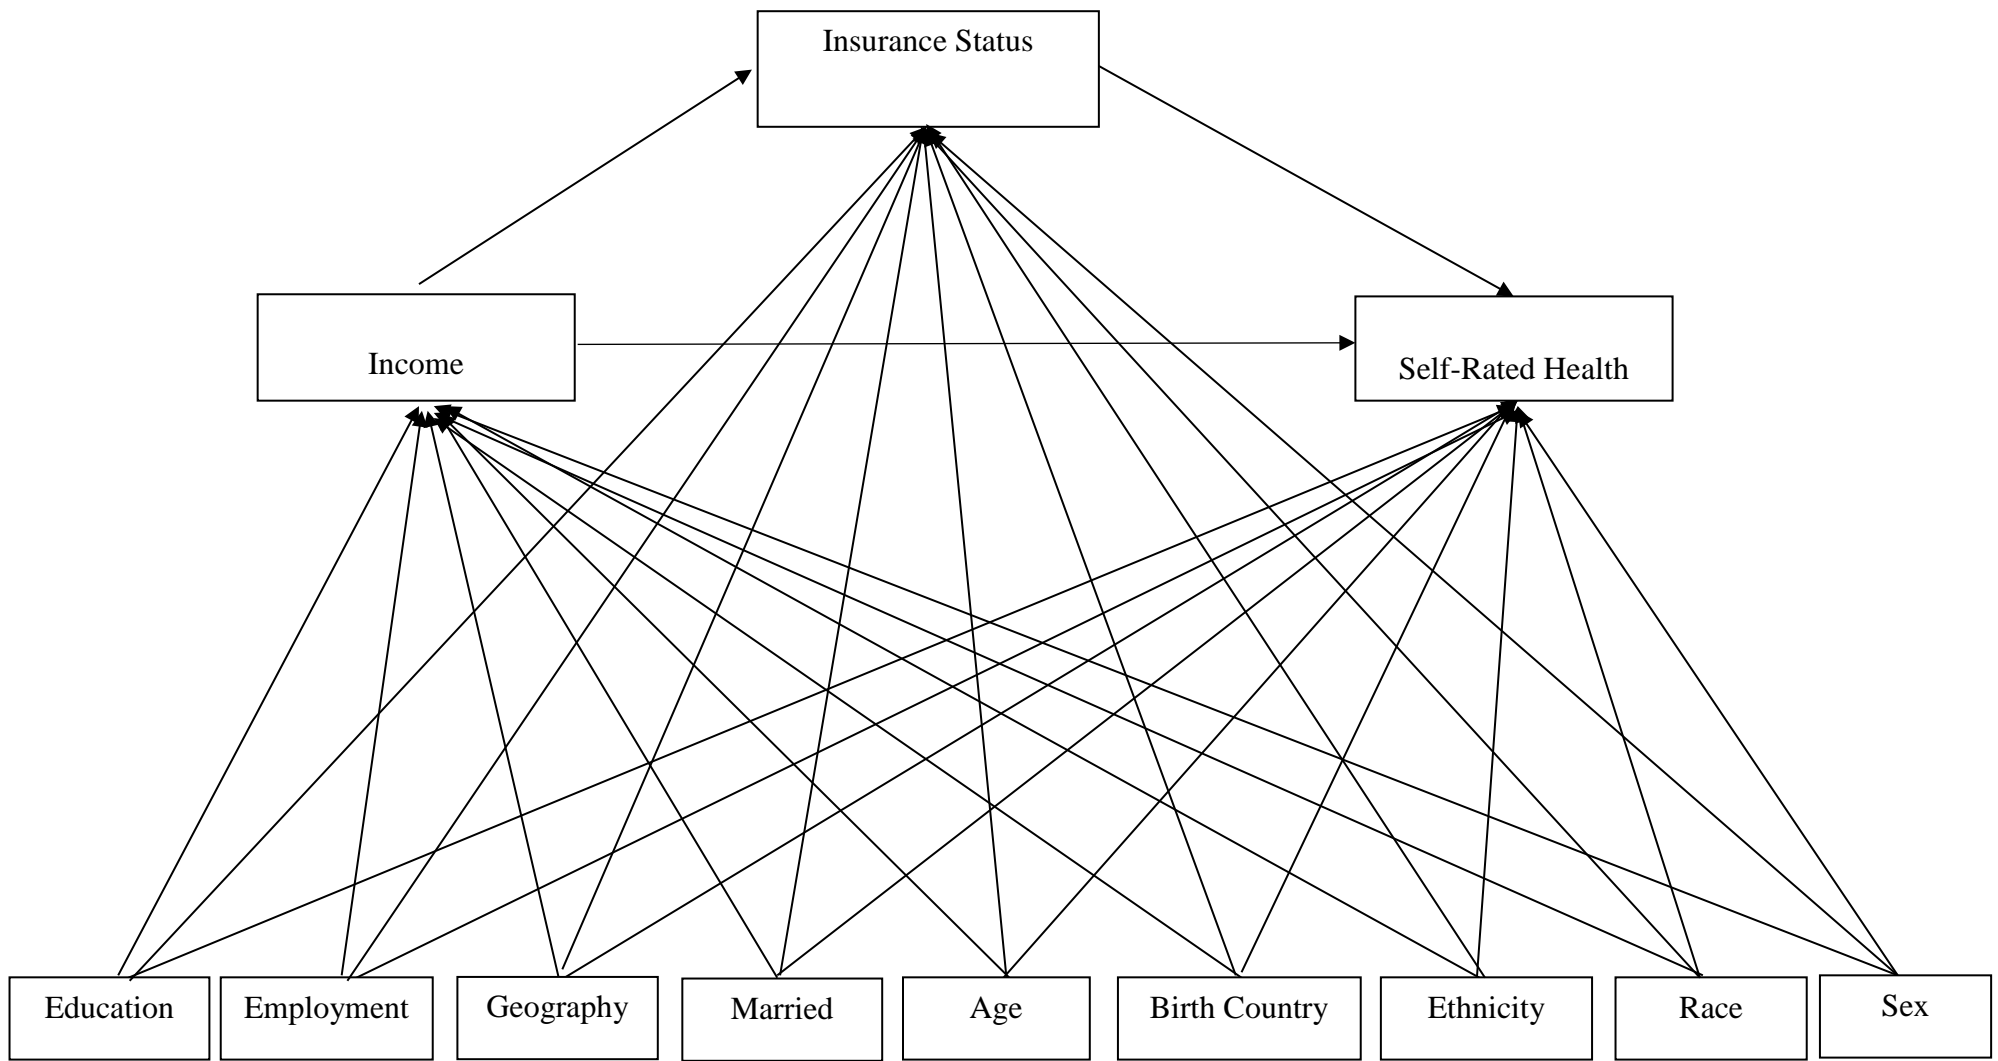 Insurance Status
Income
Self-Rated Health
Education
Employment
Geography
Married
Age
Birth Country
Ethnicity
Race
Sex